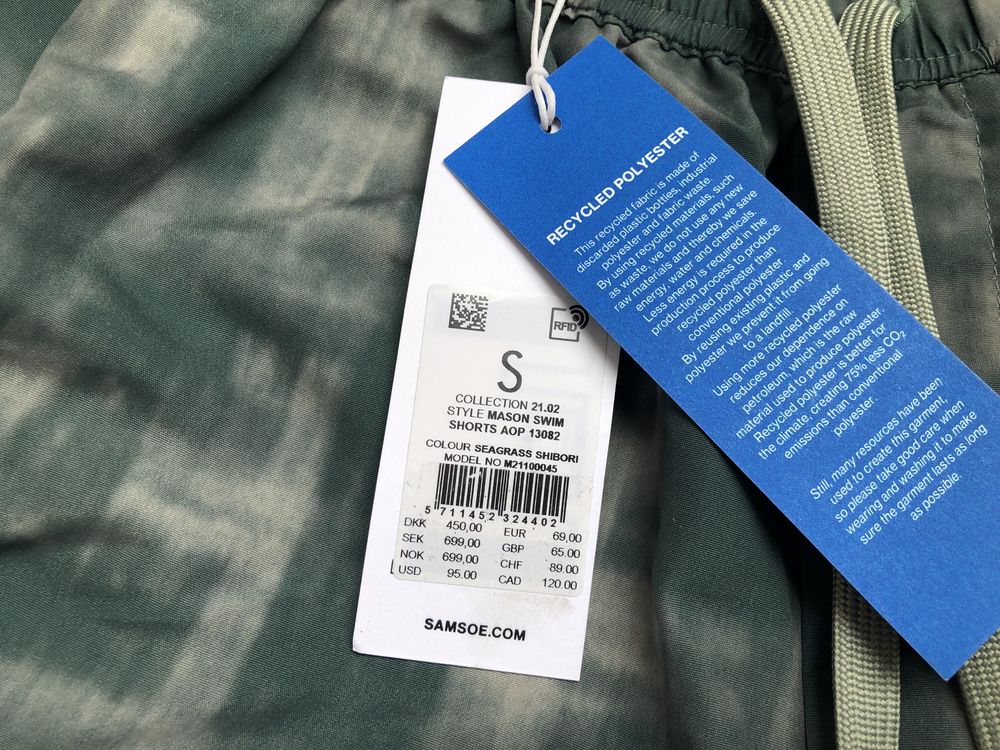 RFID
S
COLLECTION 21.02
STYLE MASON SWIM
SHORTS AOP 13082
COLOUR SEAGRASS SHIBORI
MODEL NO M21100045
5 711452 324402
DKK 450,00 EUR 69,00
SEK 699,00 GBP 65.00
NOK 699,00 CHF 89.00
USD 95.00 CAD 120.00
SAMSOE.COM
RECYCLED POLYESTER
This recycled fabric is made of
discarded plastic bottles, industrial
polyester and fabric waste.
By using recycled materials, such
as waste, we do not use any new
raw materials and thereby we save
energy, water and chemicals.
Less energy is required in the
production process to produce
recycled polyester than
conventional polyester
By reusing existing plastic and
polyester we prevent it from going
to a landfill.
Using more recycled polyester
reduces our dependence on
petroleum, which is the raw
material used to produce polyester.
Recycled polyester is better for
the climate, creating 75% less CO₂
emissions than conventional
polyester.
Still, many resources have been
used to create this garment,
so please take good care when
wearing and washing it to make
sure the garment lasts as long
as possible.